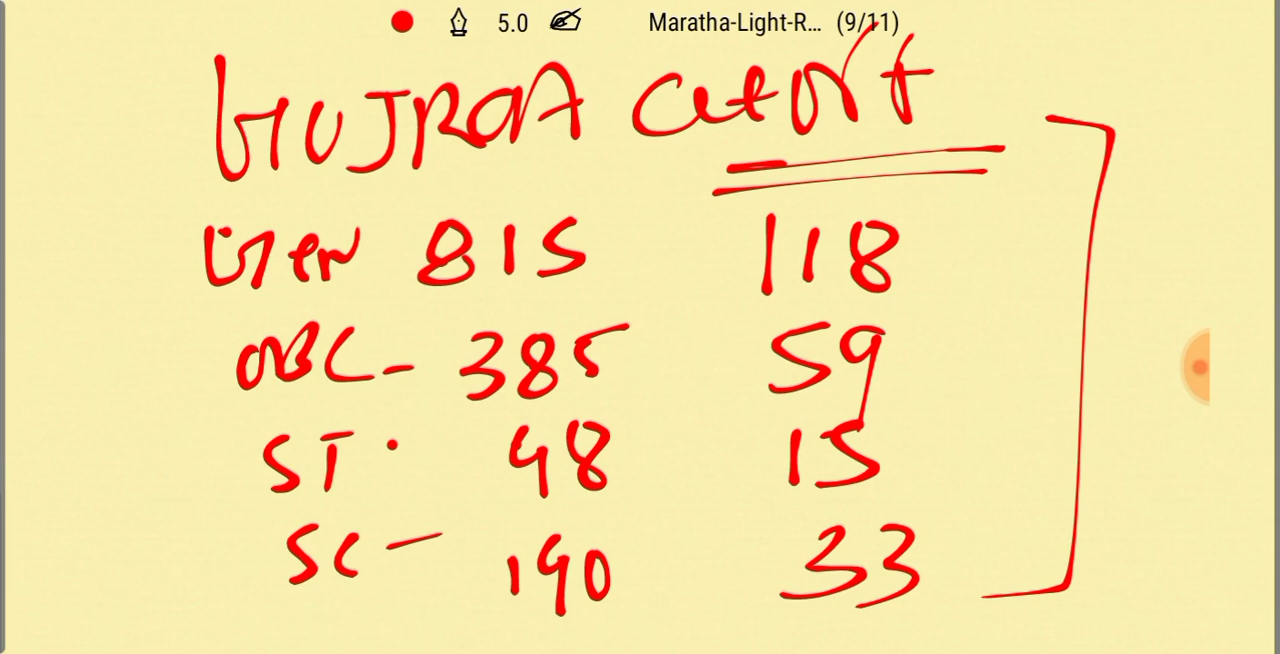 5.0 Maratha-Light-R... (9/11)
GUJRAA cutoff
Gen 815 118
OBC - 385 59
ST · 48 15
SC - 190 33